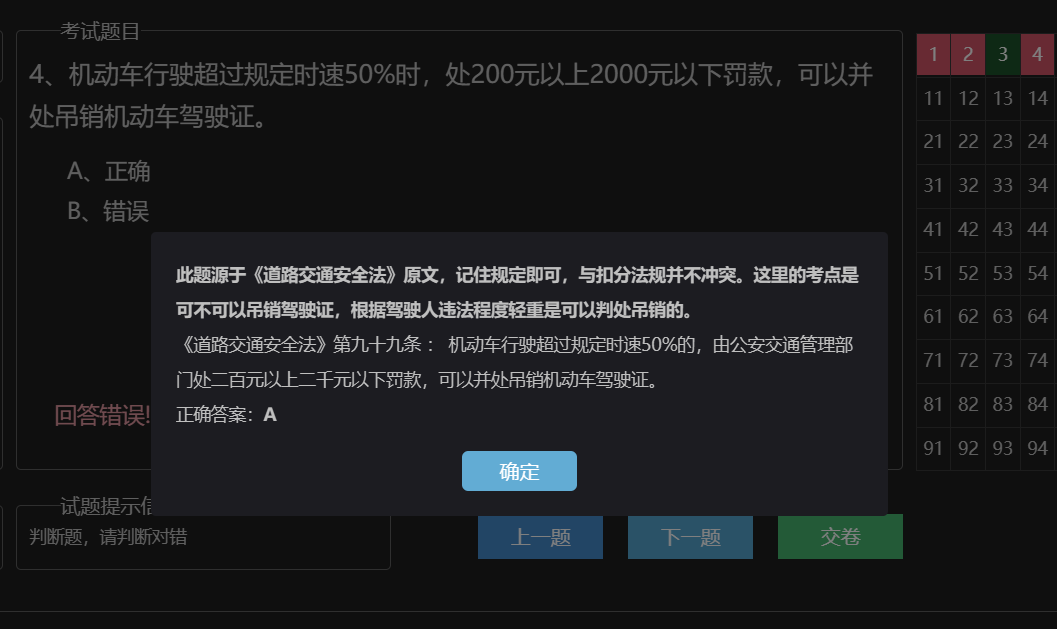 考试题目
4、机动车行驶超过规定时速50%时，处200元以上2000元以下罚款，可以并
处吊销机动车驾驶证。
A、正确
B、错误
此题源于《道路交通安全法》原文，记住规定即可，与扣分法规并不冲突。这里的考点是
可不可以吊销驾驶证，根据驾驶人违法程度轻重是可以判处吊销的。
《道路交通安全法》第九十九条： 机动车行驶超过规定时速50%的，由公安交通管理部
门处二百元以上二千元以下罚款，可以并处吊销机动车驾驶证。
正确答案：A
确定
回答错误!
试题提示信
判断题，请判断对错
上一题 下一题 交卷
1 2 3 4
11 12 13 14
21 22 23 24
31 32 33 34
41 42 43 44
51 52 53 54
61 62 63 64
71 72 73 74
81 82 83 84
91 92 93 94